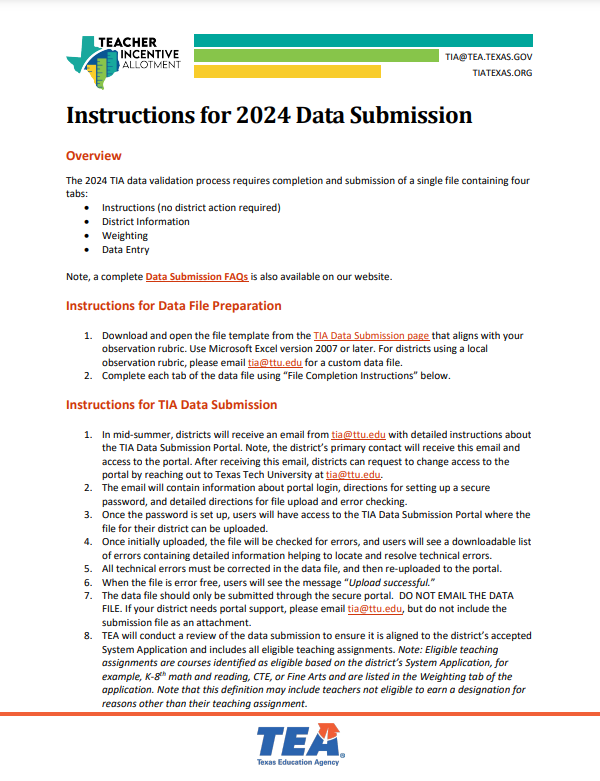 TEACHER
INCENTIVE
ALLOTMENT
TIA@TEA.TEXAS.GOV
TIATEXAS.ORG
Instructions for 2024 Data Submission
Overview
The 2024 TIA data validation process requires completion and submission of a single file containing four
tabs:
• Instructions (no district action required)
• District Information
• Weighting
• Data Entry
Note, a complete Data Submission FAQs is also available on our website.
Instructions for Data File Preparation
1. Download and open the file template from the TIA Data Submission page that aligns with your
observation rubric. Use Microsoft Excel version 2007 or later. For districts using a local
observation rubric, please email tia@ttu.edu for a custom data file.
2. Complete each tab of the data file using “File Completion Instructions” below.
Instructions for TIA Data Submission
1. In mid-summer, districts will receive an email from tia@ttu.edu with detailed instructions about
the TIA Data Submission Portal. Note, the district’s primary contact will receive this email and
access to the portal. After receiving this email, districts can request to change access to the
portal by reaching out to Texas Tech University at tia@ttu.edu.
2. The email will contain information about portal login, directions for setting up a secure
password, and detailed directions for file upload and error checking.
3. Once the password is set up, users will have access to the TIA Data Submission Portal where the
file for their district can be uploaded.
4. Once initially uploaded, the file will be checked for errors, and users will see a downloadable list
of errors containing detailed information helping to locate and resolve technical errors.
5. All technical errors must be corrected in the data file, and then re-uploaded to the portal.
6. When the file is error free, users will see the message “Upload successful.”
7. The data file should only be submitted through the secure portal. DO NOT EMAIL THE DATA
FILE. If your district needs portal support, please email tia@ttu.edu, but do not include the
submission file as an attachment.
8. TEA will conduct a review of the data submission to ensure it is aligned to the district’s accepted
System Application and includes all eligible teaching assignments. Note: Eligible teaching
assignments are courses identified as eligible based on the district’s System Application, for
example, K-8th math and reading, CTE, or Fine Arts and are listed in the Weighting tab of the
application. Note that this definition may include teachers not eligible to earn a designation for
reasons other than their teaching assignment.
TEA
Texas Education Agency